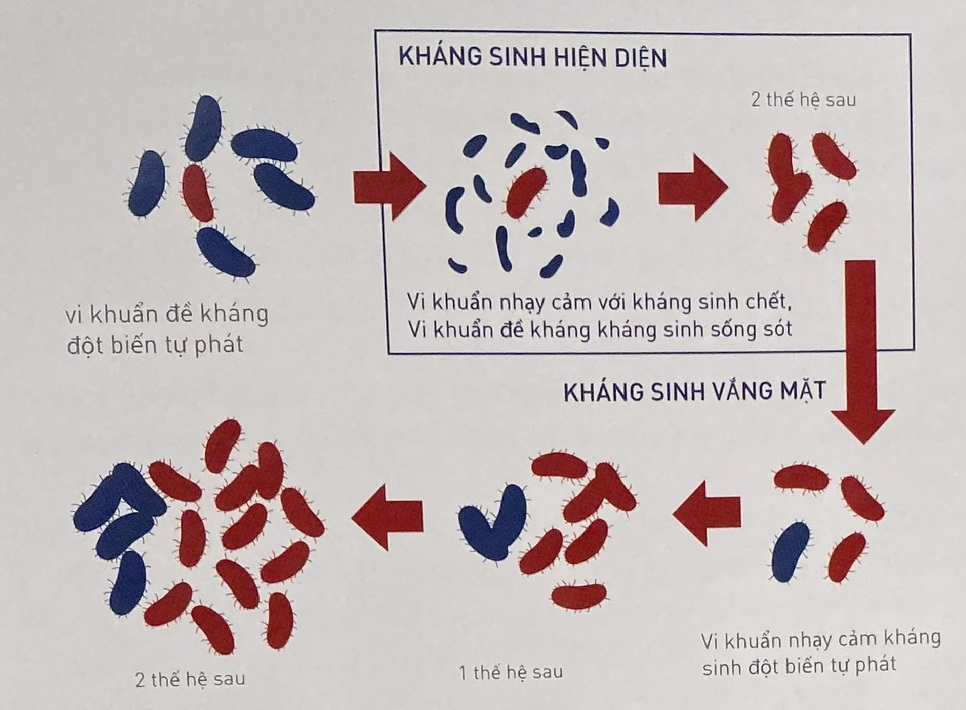 KHÁNG SINH HIỆN DIỆN
2 thế hệ sau
vi khuẩn đề kháng
đột biến tự phát
Vi khuẩn nhạy cảm với kháng sinh chết,
Vi khuẩn đề kháng kháng sinh sống sót
KHÁNG SINH VẮNG MẶT
Vi khuẩn nhạy cảm kháng
sinh đột biến tự phát
1 thế hệ sau
2 thế hệ sau